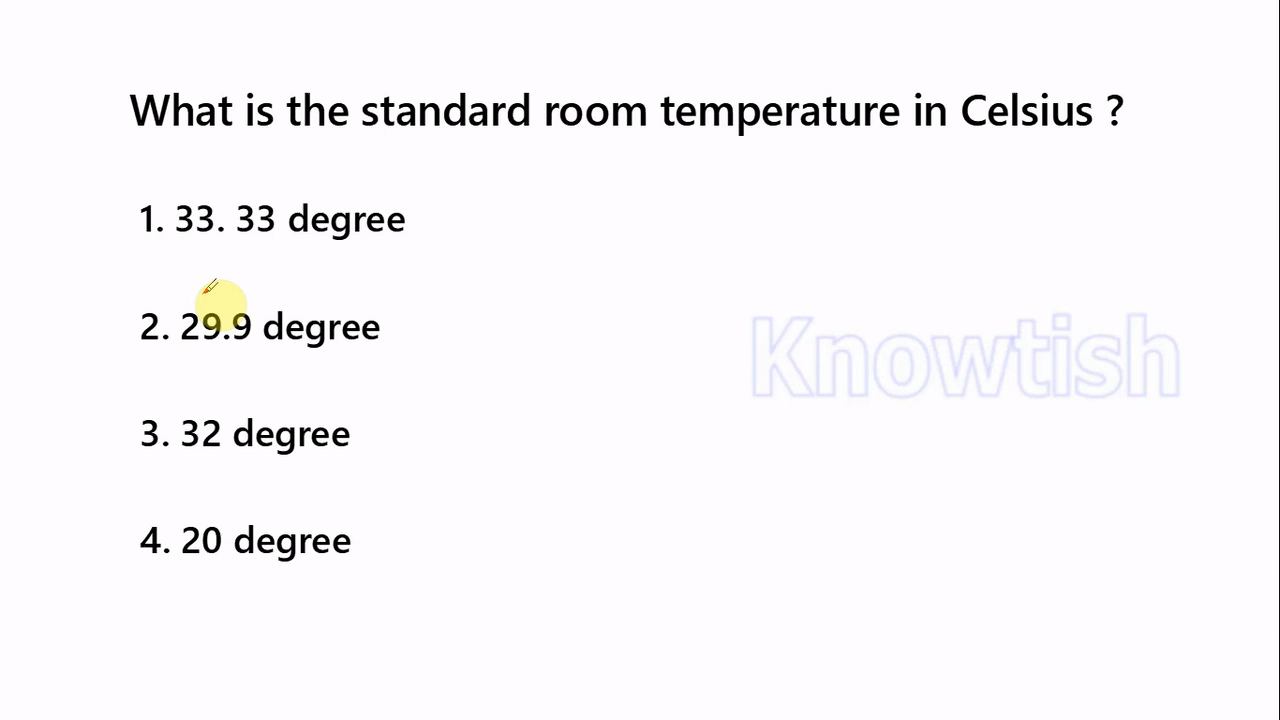 What is the standard room temperature in Celsius ?
1. 33. 33 degree
2. 29.9 degree
Knowtish
3. 32 degree
4. 20 degree